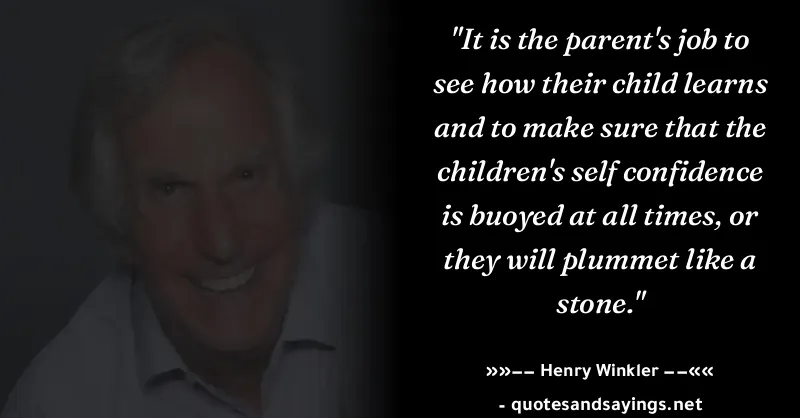 "It is the parent's job to
see how their child learns
and to make sure that the
children's self confidence
is buoyed at all times, or
they will plummet like a
stone."
»»−− Henry Winkler −−««
- quotesandsayings.net